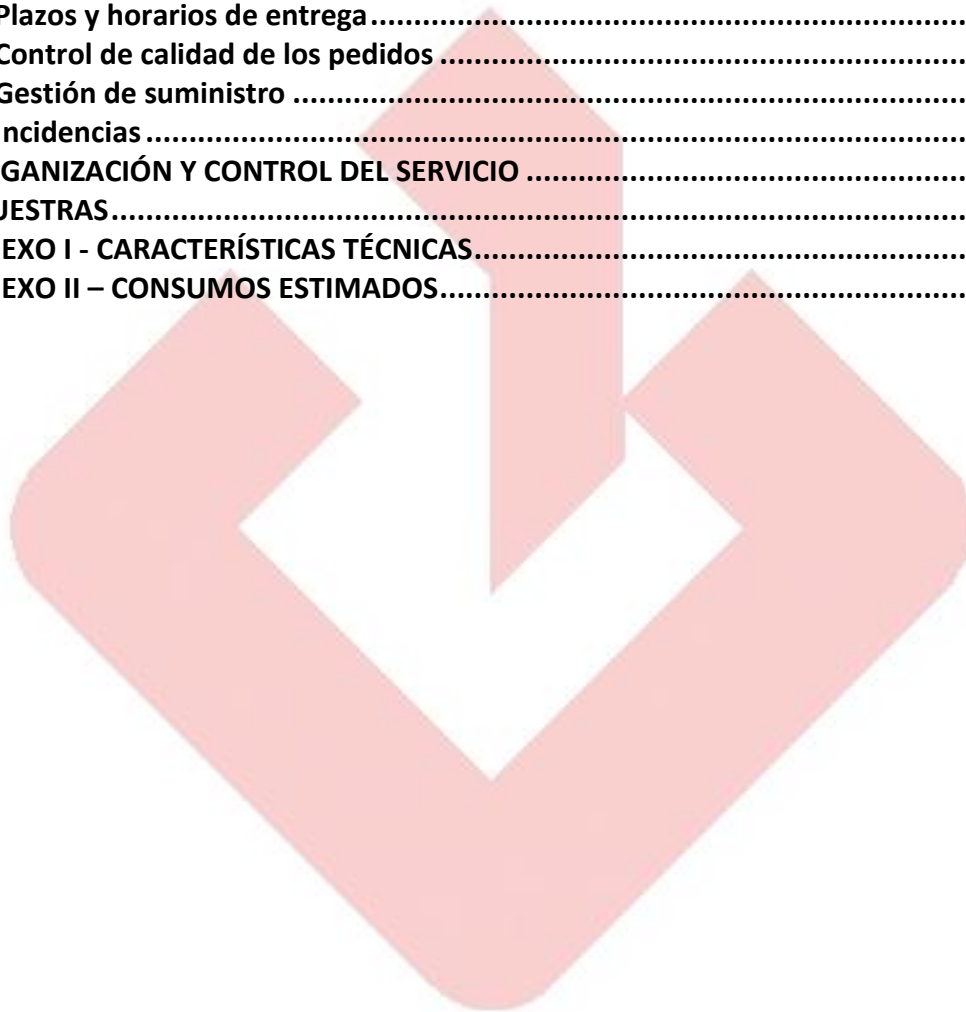 Plazos y horarios de entrega
Control de calidad de los pedidos
Gestión de suministro
ncidencias
GANIZACIÓN Y CONTROL DEL SERVICIO
UESTRAS
EXO I - CARACTERÍSTICAS TÉCNICAS
EXO II – CONSUMOS ESTIMADOS